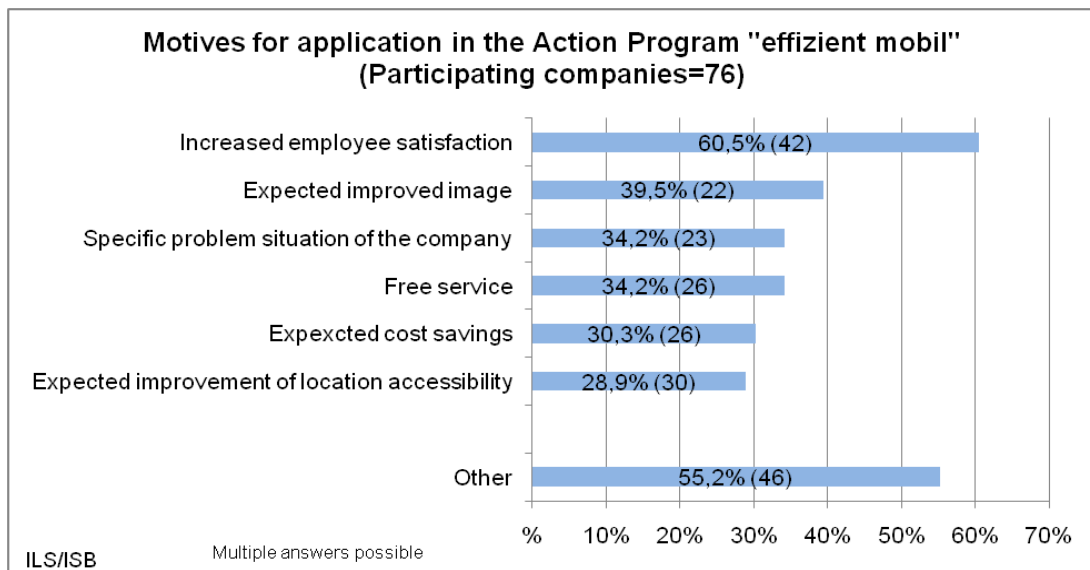 Motives for application in the Action Program "effizient mobil"
(Participating companies=76)
Increased employee satisfaction 60,5% (42)
Expected improved image 39,5% (22)
Specific problem situation of the company 34,2% (23)
Free service 34,2% (26)
Expexcted cost savings 30,3% (26)
Expected improvement of location accessibility 28,9% (30)
Other 55,2% (46)
% 10% 20% 30% 40% 50% 60% 70%
ILS/ISB Multiple answers possible